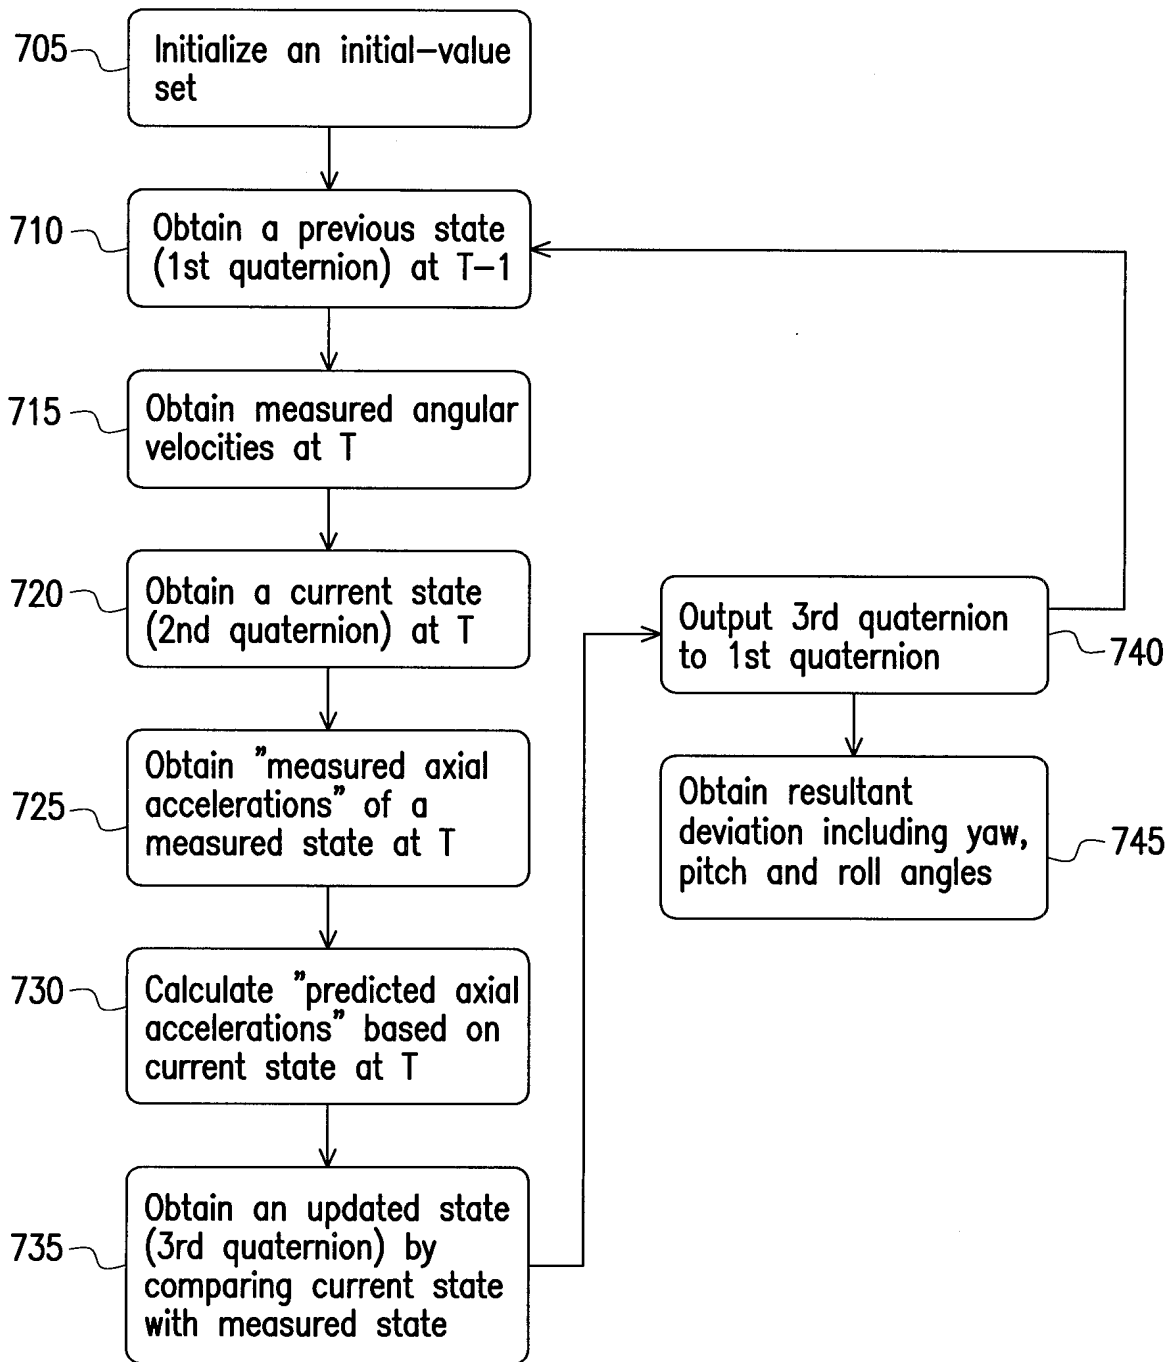 705
Initialize an initial-value
set
710
Obtain a previous state
(1st quaternion) at T-1
715
Obtain measured angular
velocities at T
720
Obtain a current state
(2nd quaternion) at T
725
Obtain "measured axial
accelerations" of a
measured state at T
730
Calculate "predicted axial
accelerations" based on
current state at T
735
Obtain an updated state
(3rd quaternion) by
comparing current state
with measured state
Output 3rd quaternion
to 1st quaternion
740
Obtain resultant
deviation including yaw,
pitch and roll angles
745